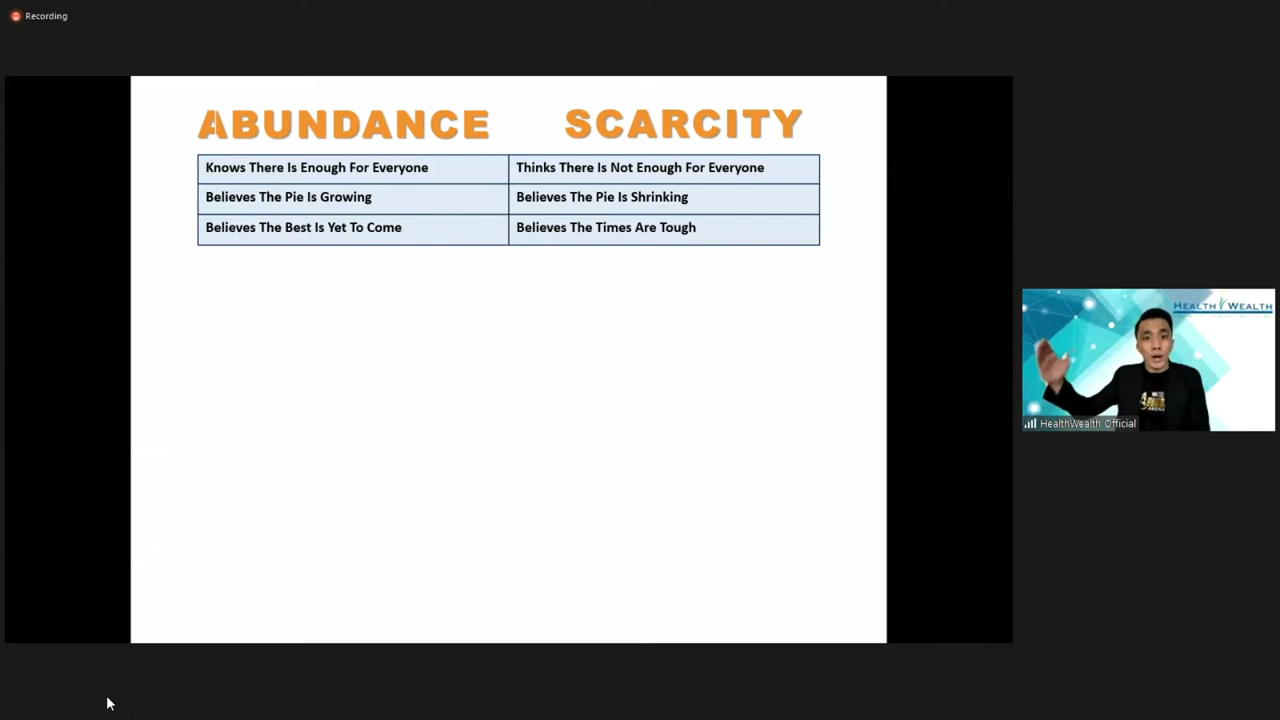 Recording
ABUNDANCE SCARCITY
Knows There Is Enough For Everyone Thinks There Is Not Enough For Everyone
Believes The Pie Is Growing Believes The Pie Is Shrinking
Believes The Best Is Yet To Come Believes The Times Are Tough
HEALTH WEALTH
HealthWealth Official